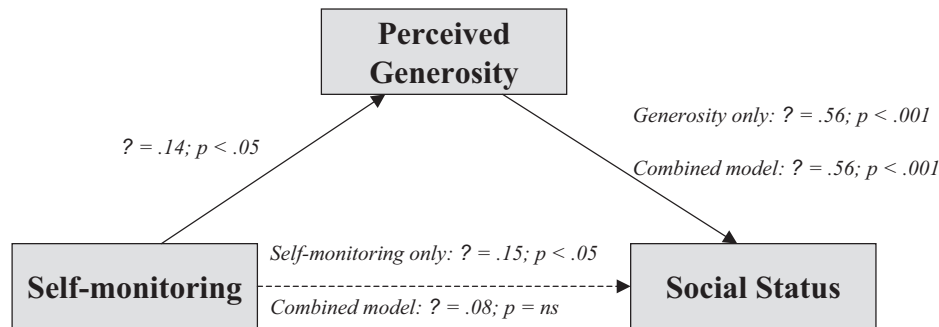 Perceived
Generosity
Generosity only: ? = .56; p < .001
? = .14; p < .05
Combined model: ? = .56; p < .001
Self-monitoring only: ? = .15; p < .05
Self-monitoring
Social Status
Combined model: ? = .08; p = ns